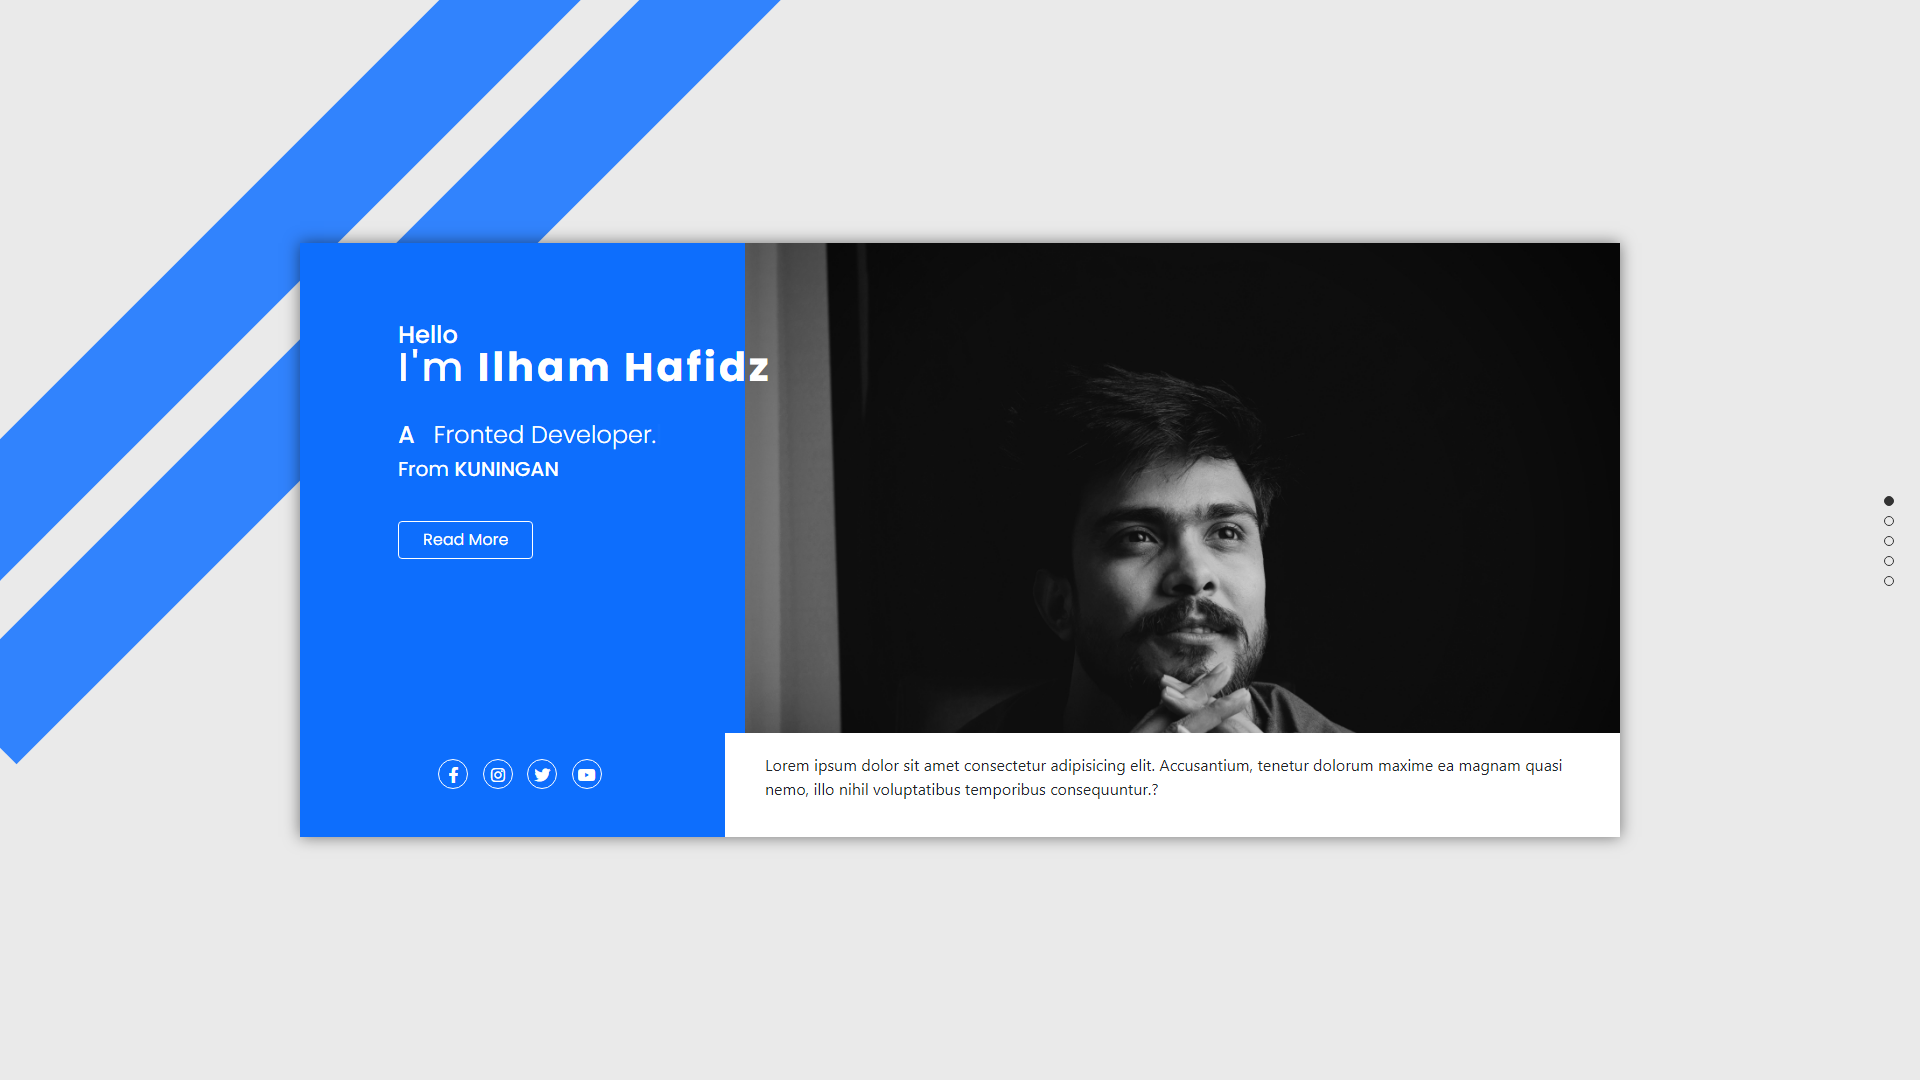 Hello
I'm Ilham Hafidz
A Fronted Developer.
From KUNINGAN
Read More
Lorem ipsum dolor sit amet consectetur adipisicing elit. Accusantium, tenetur dolorum maxime ea magnam quasi
nemo, illo nihil voluptatibus temporibus consequuntur.?